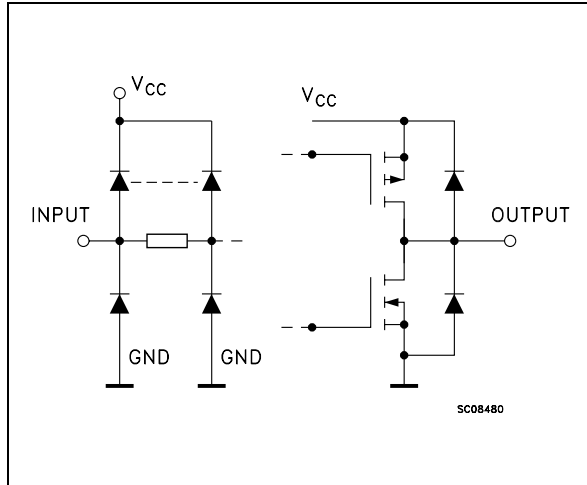 VCC
VCC
INPUT
OUTPUT
GND
GND
SC08480